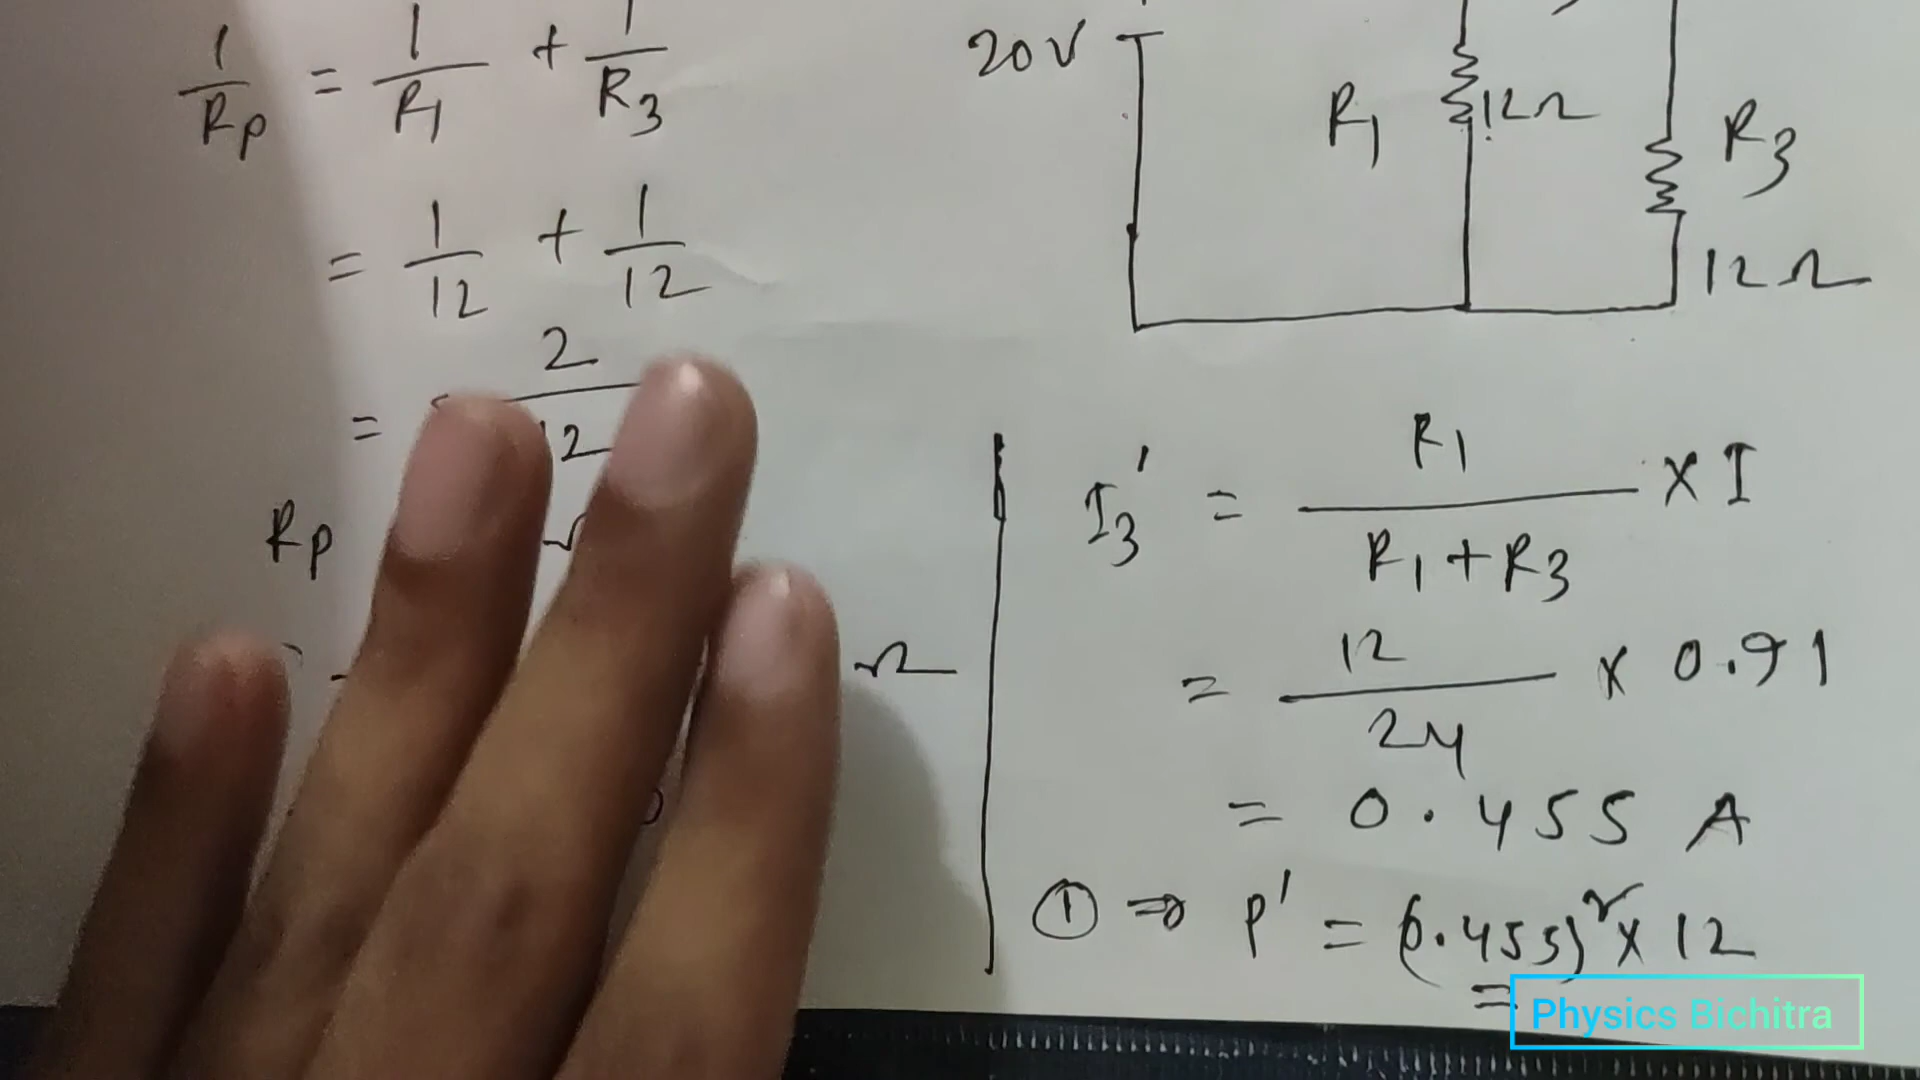 1/Rp = 1/R1 + 1/R3
= 1/12 + 1/12
= 2/12
Rp
Ω
20V
R1
12Ω
R3
12Ω
I3' = R1/(R1+R3) × I
= 12/24 × 0.91
= 0.455 A
① ⇒ P' = (0.455)² × 12
=
Physics Bichitra